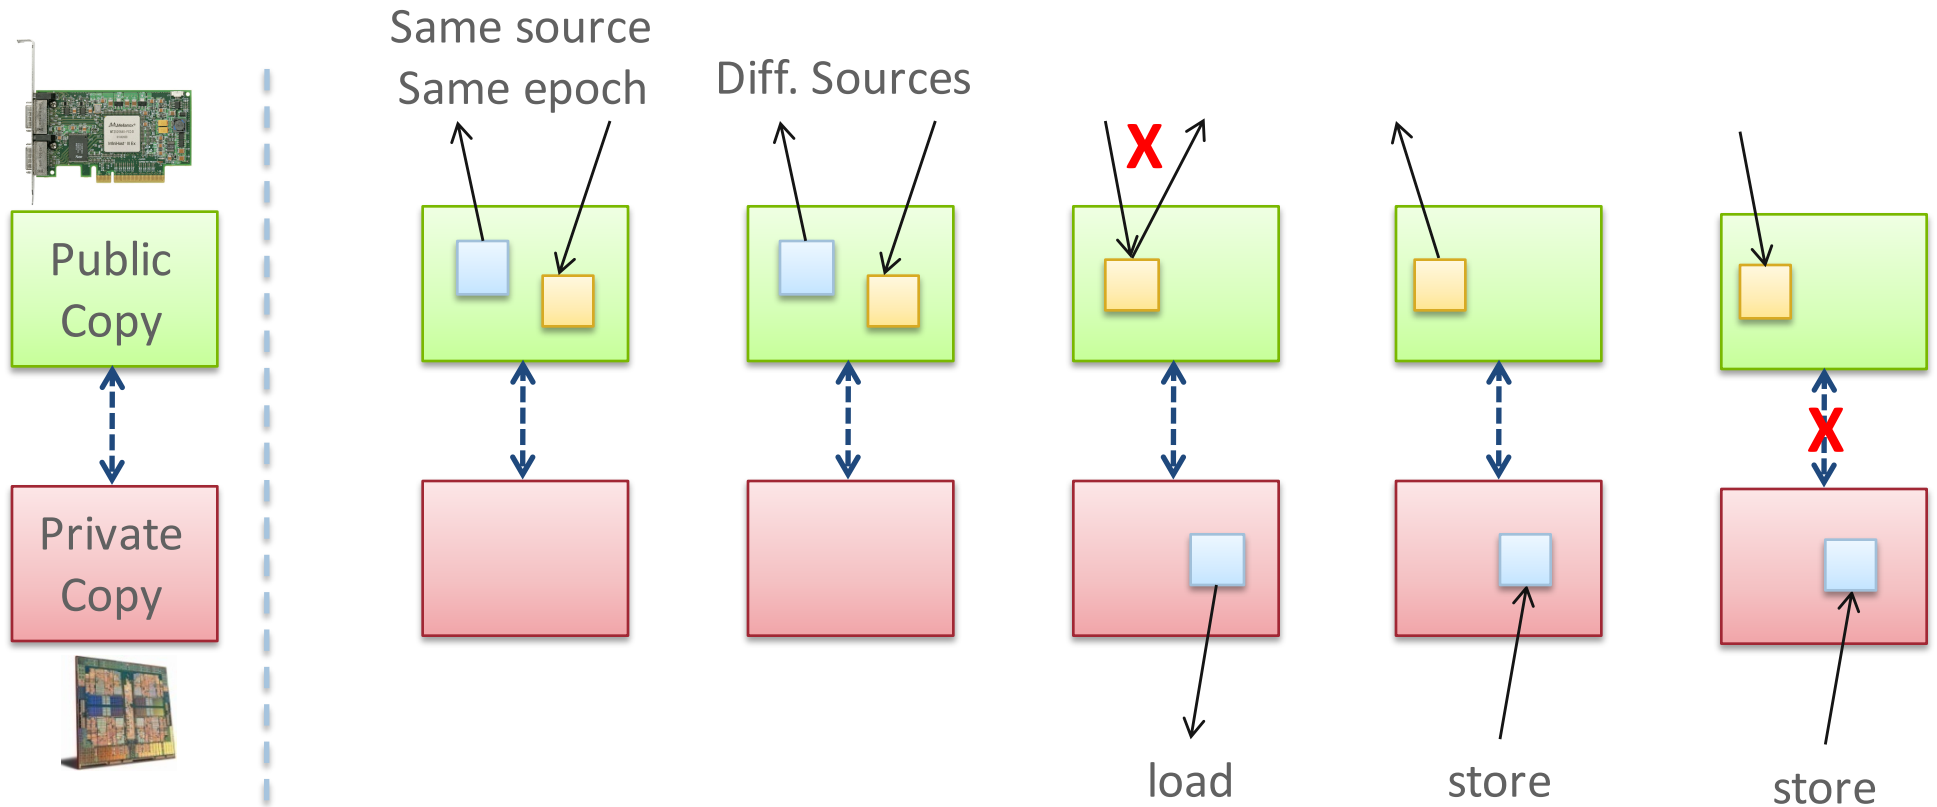 Same source
Same epoch
Diff. Sources
X
Public
Copy
X
Private
Copy
load
store
store